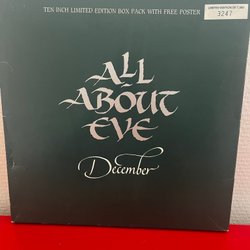 TEN INCH LIMITED EDITION BOX PACK WITH FREE POSTER
3247
ALL
ABOUT
EVE
December